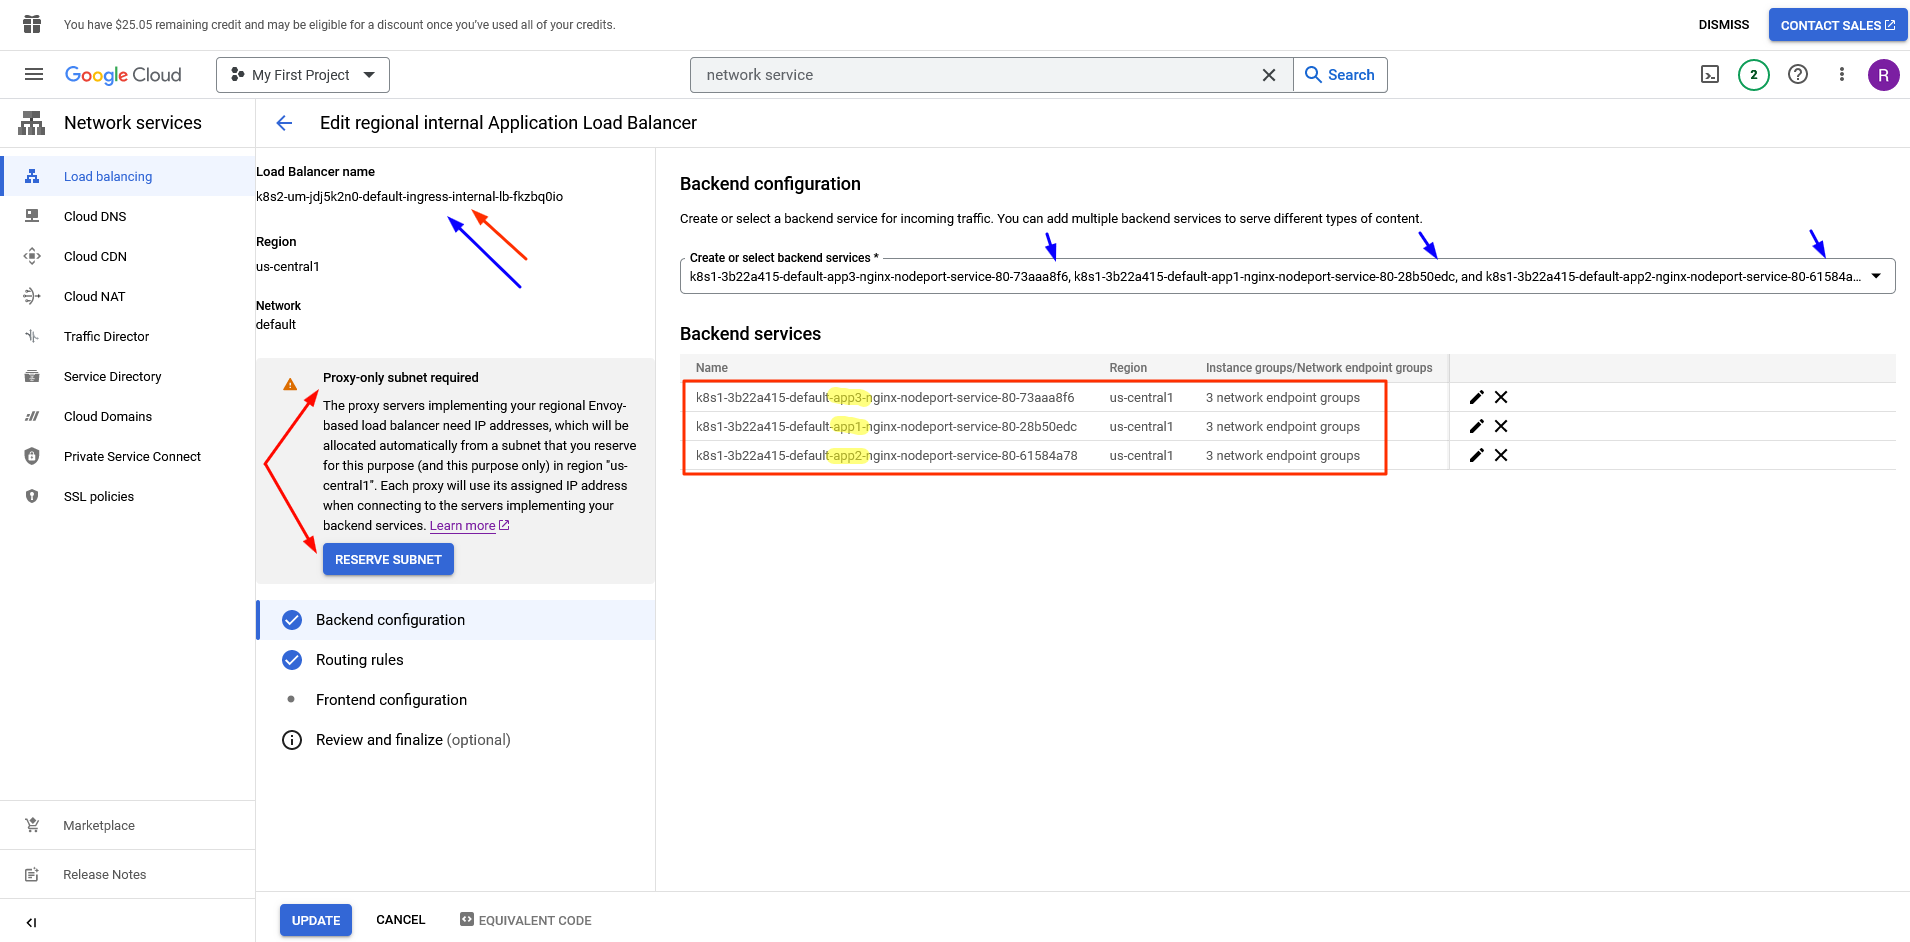 You have $25.05 remaining credit and may be eligible for a discount once you've used all of your credits.
DISMISS
CONTACT SALES
Google Cloud
My First Project
network service
Search
2
R
Network services
Edit regional internal Application Load Balancer
Load balancing
Cloud DNS
Cloud CDN
Cloud NAT
Traffic Director
Service Directory
Cloud Domains
Private Service Connect
SSL policies
Marketplace
Release Notes
Load Balancer name
k8s2-um-jdj5k2n0-default-ingress-internal-lb-fkzbq0io
Region
us-central1
Network
default
Proxy-only subnet required
The proxy servers implementing your regional Envoy-
based load balancer need IP addresses, which will be
allocated automatically from a subnet that you reserve
for this purpose (and this purpose only) in region "us-
central1". Each proxy will use its assigned IP address
when connecting to the servers implementing your
backend services. Learn more
RESERVE SUBNET
Backend configuration
Routing rules
Frontend configuration
Review and finalize (optional)
Backend configuration
Create or select a backend service for incoming traffic. You can add multiple backend services to serve different types of content.
Create or select backend services *
k8s1-3b22a415-default-app3-nginx-nodeport-service-80-73aaa8f6, k8s1-3b22a415-default-app1-nginx-nodeport-service-80-28b50edc, and k8s1-3b22a415-default-app2-nginx-nodeport-service-80-61584a...
Backend services
Name Region Instance groups/Network endpoint groups
k8s1-3b22a415-default-app3-nginx-nodeport-service-80-73aaa8f6 us-central1 3 network endpoint groups
k8s1-3b22a415-default-app1-nginx-nodeport-service-80-28b50edc us-central1 3 network endpoint groups
k8s1-3b22a415-default-app2-nginx-nodeport-service-80-61584a78 us-central1 3 network endpoint groups
UPDATE
CANCEL
EQUIVALENT CODE